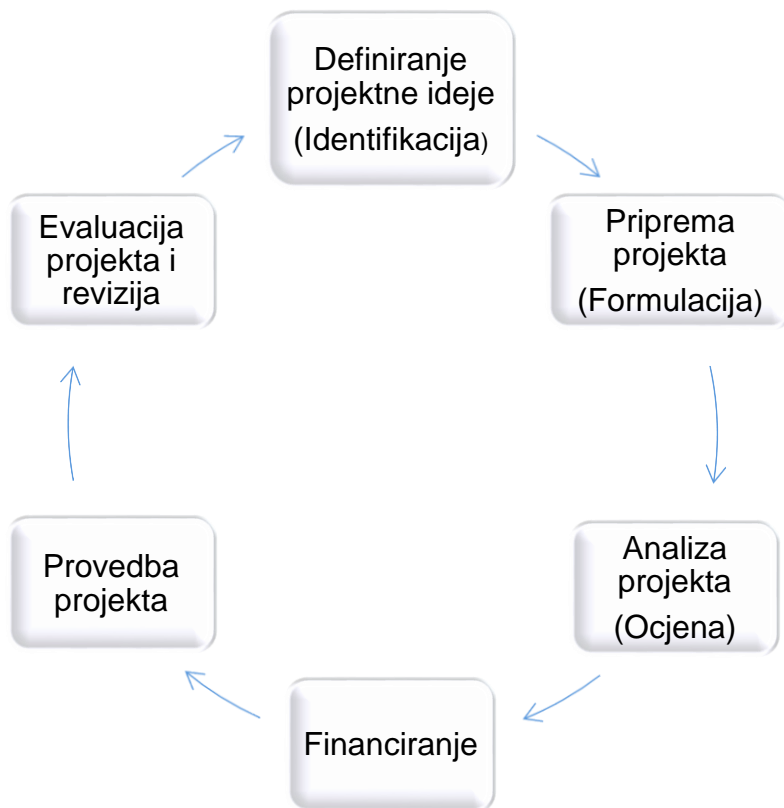 Definiranje
projektne ideje
(Identifikacija)
Priprema
projekta
(Formulacija)
Analiza
projekta
(Ocjena)
Financiranje
Provedba
projekta
Evaluacija
projekta i
revizija